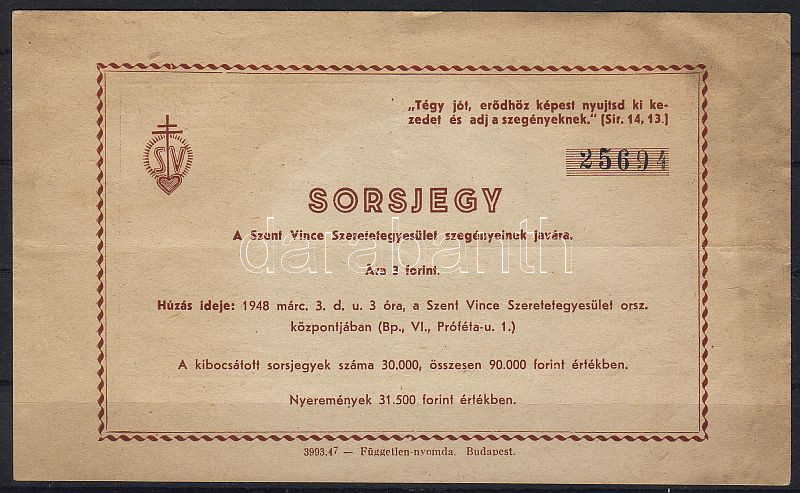 „Tégy jót, erődhöz képest nyujtsd ki ke-
zedet és adj a szegényeknek." (Sir. 14, 13.)
SV
25694
SORSJEGY
A Szent Vince Szeretetegyesület szegényeinek javára.
darabanth
Ára 3 forint.
Húzás ideje: 1948 márc. 3. d. u. 3 óra, a Szent Vince Szeretetegyesület orsz.
központjában (Bp., VI., Próféta-u. 1.)
A kibocsátott sorsjegyek száma 30.000, összesen 90.000 forint értékben.
Nyeremények 31.500 forint értékben.
3993.47 — Független-nyomda. Budapest.